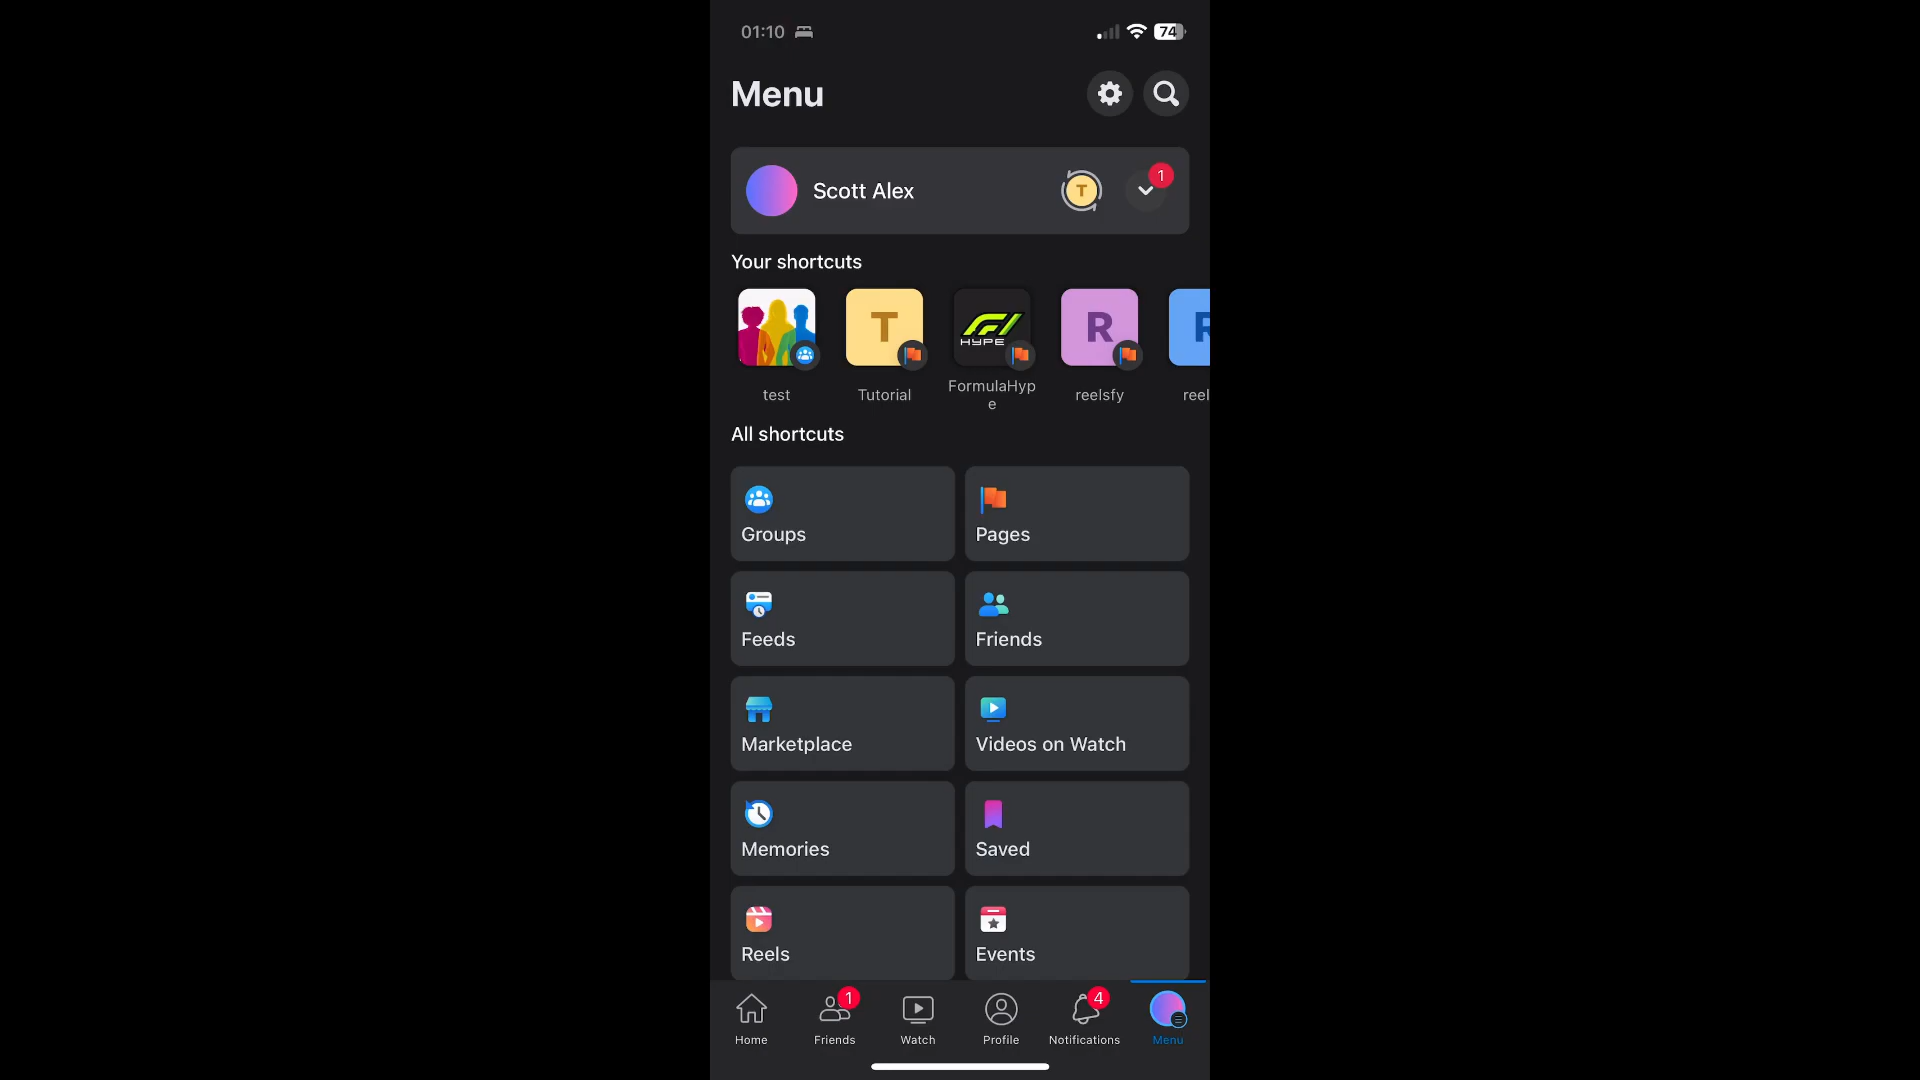 01:10
74
Menu
Scott Alex
T
1
Your shortcuts
T
HYPE
R
R
test
Tutorial
FormulaHyp
e
reelsfy
reel
All shortcuts
Groups
Pages
Feeds
Friends
Marketplace
Videos on Watch
Memories
Saved
Reels
Events
1
4
Home
Friends
Watch
Profile
Notifications
Menu